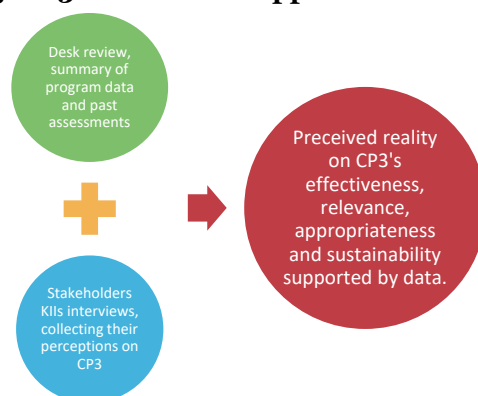 Desk review,
summary of
program data
and past
assessments
Preceived reality
on CP3's
effectiveness,
relevance,
appropriateness
and sustainability
supported by data.
Stakeholders
KIIs interviews,
collecting their
perceptions on
CP3